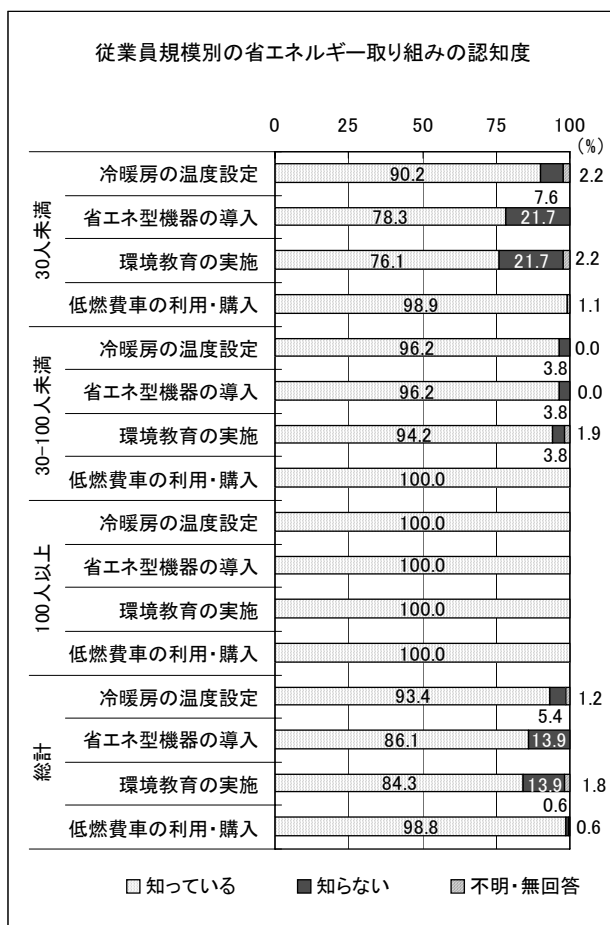 従業員規模別の省エネルギー取り組みの認知度
0 25 50 75 100
(%)
30人未満
冷暖房の温度設定 90.2 2.2
7.6
省エネ型機器の導入 78.3 21.7
環境教育の実施 76.1 21.7 2.2
低燃費車の利用・購入 98.9 1.1
30-100人未満
冷暖房の温度設定 96.2 0.0
3.8
省エネ型機器の導入 96.2 0.0
3.8
環境教育の実施 94.2 1.9
3.8
低燃費車の利用・購入 100.0
100人以上
冷暖房の温度設定 100.0
省エネ型機器の導入 100.0
環境教育の実施 100.0
低燃費車の利用・購入 100.0
総計
冷暖房の温度設定 93.4 1.2
5.4
省エネ型機器の導入 86.1 13.9
環境教育の実施 84.3 13.9 1.8
0.6
低燃費車の利用・購入 98.8 0.6
知っている 知らない 不明・無回答